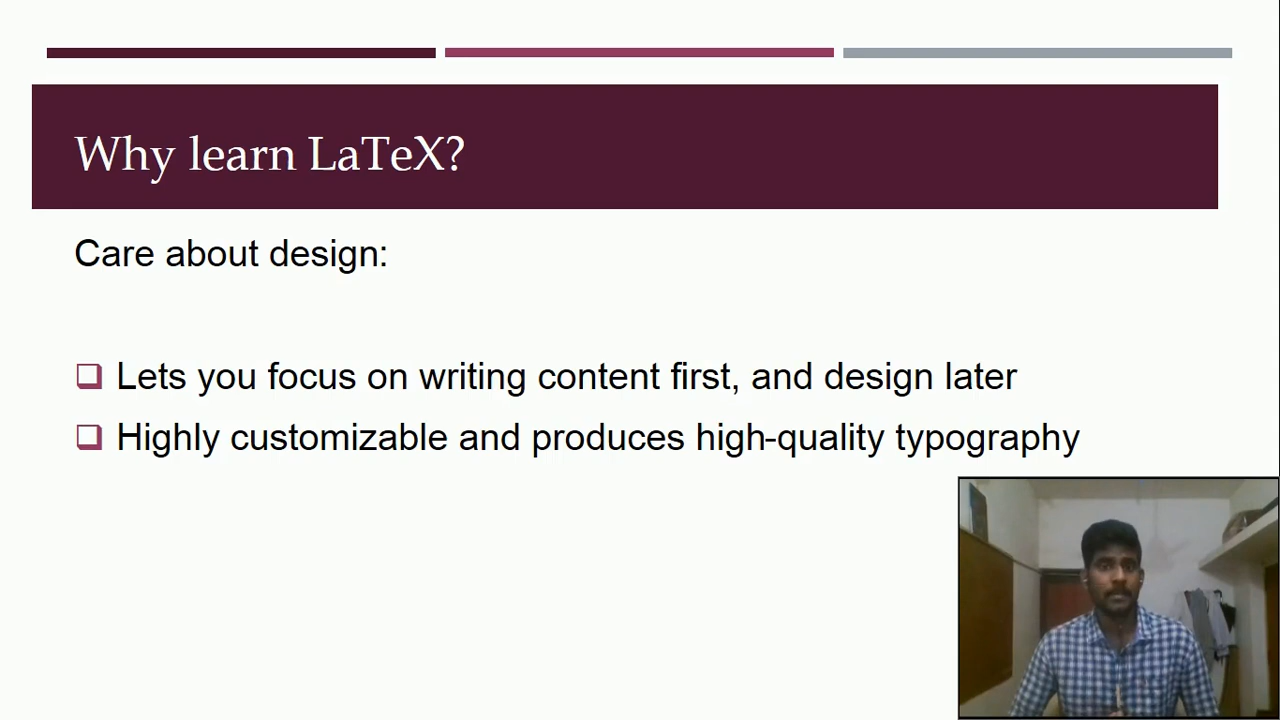 Why learn LaTeX?
Care about design:
Lets you focus on writing content first, and design later
Highly customizable and produces high-quality typography